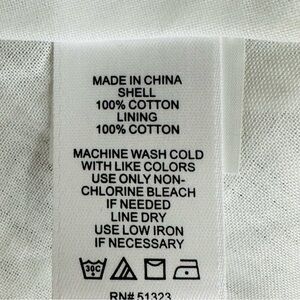 MADE IN CHINA
SHELL
100% COTTON
LINING
100% COTTON
MACHINE WASH COLD
WITH LIKE COLORS
USE ONLY NON-
CHLORINE BLEACH
IF NEEDED
LINE DRY
USE LOW IRON
IF NECESSARY
30C
RN# 51323